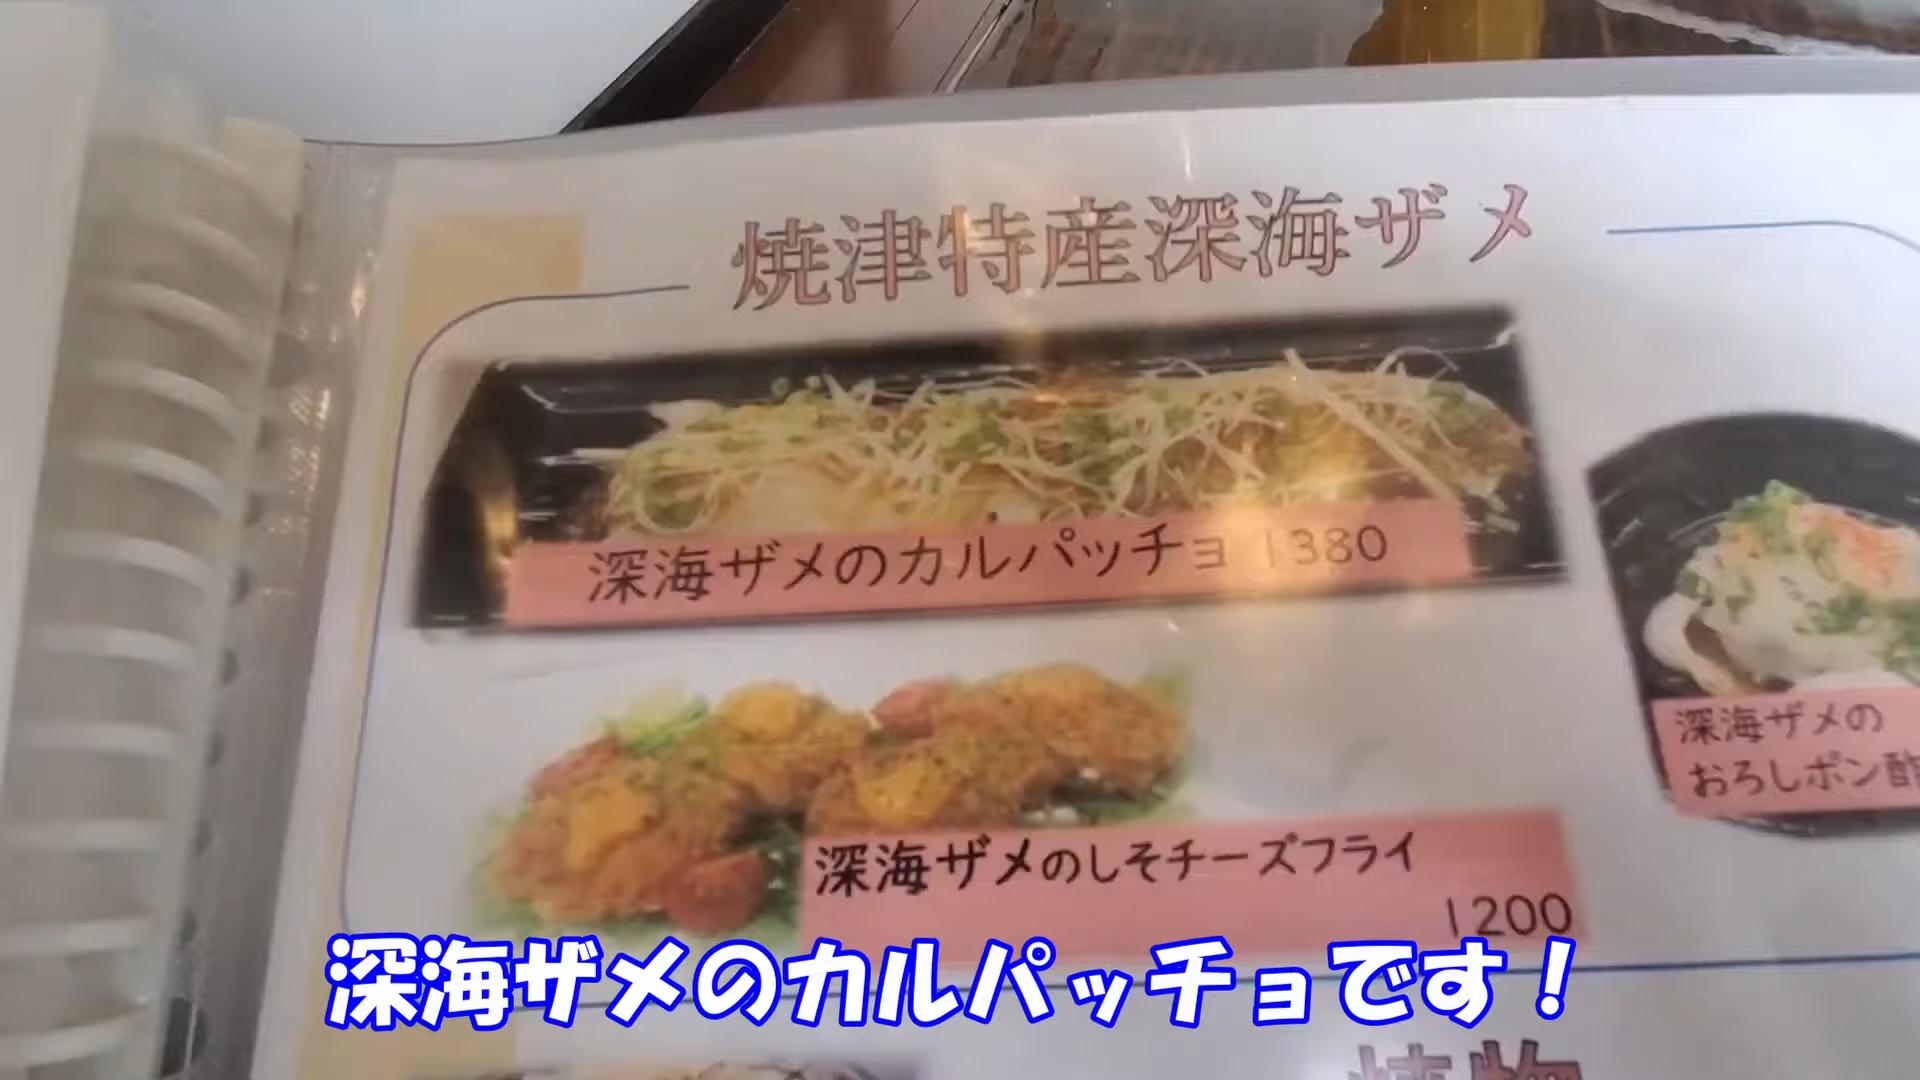 焼津特産深海ザメ
深海ザメのカルパッチョ 1380
深海ザメの
おろしポン酢
深海ザメのしそチーズフライ
1200
深海ザメのカルパッチョです！
焼物